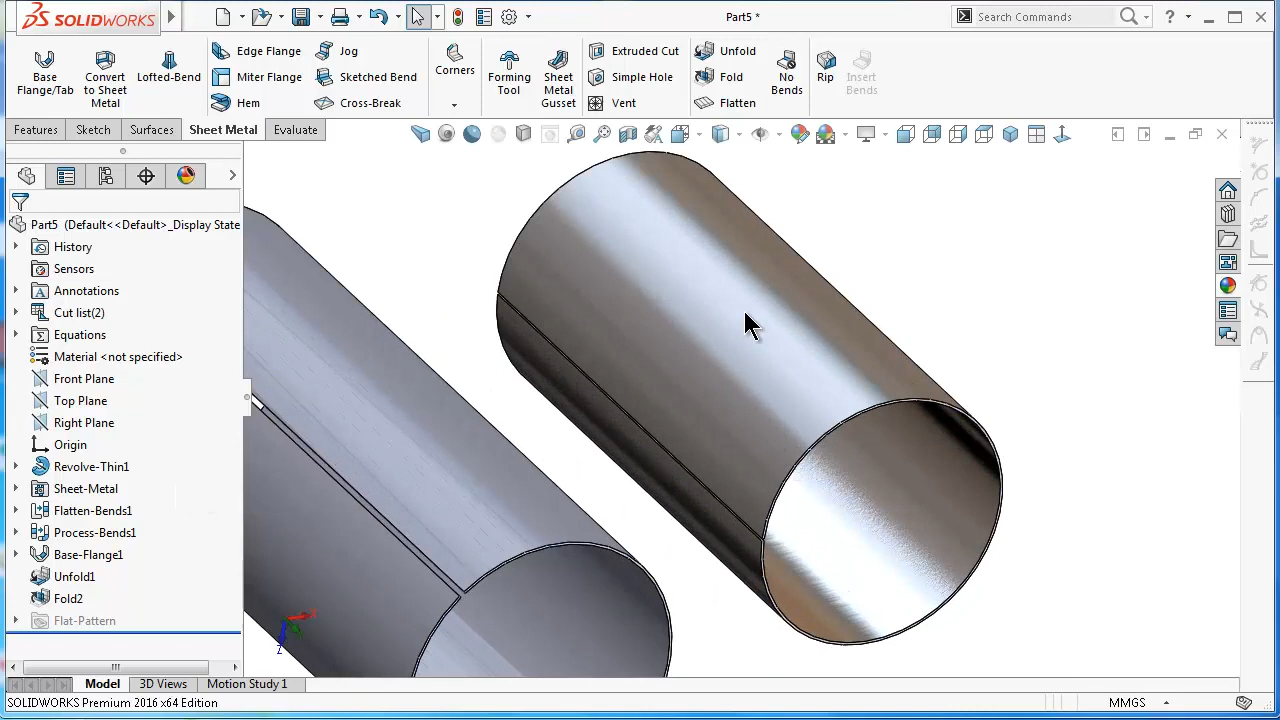 SOLIDWORKS
Part5 *
Search Commands
?
Base Flange/Tab
Convert to Sheet Metal
Lofted-Bend
Edge Flange
Miter Flange
Hem
Jog
Sketched Bend
Cross-Break
Corners
Forming Tool
Sheet Metal Gusset
Extruded Cut
Simple Hole
Vent
Unfold
Fold
Flatten
No Bends
Rip
Insert Bends
Features
Sketch
Surfaces
Sheet Metal
Evaluate
Part5 (Default<<Default>_Display State
History
Sensors
Annotations
Cut list(2)
Equations
Material <not specified>
Front Plane
Top Plane
Right Plane
Origin
Revolve-Thin1
Sheet-Metal
Flatten-Bends1
Process-Bends1
Base-Flange1
Unfold1
Fold2
Flat-Pattern
Z
Model
3D Views
Motion Study 1
SOLIDWORKS Premium 2016 x64 Edition
MMGS